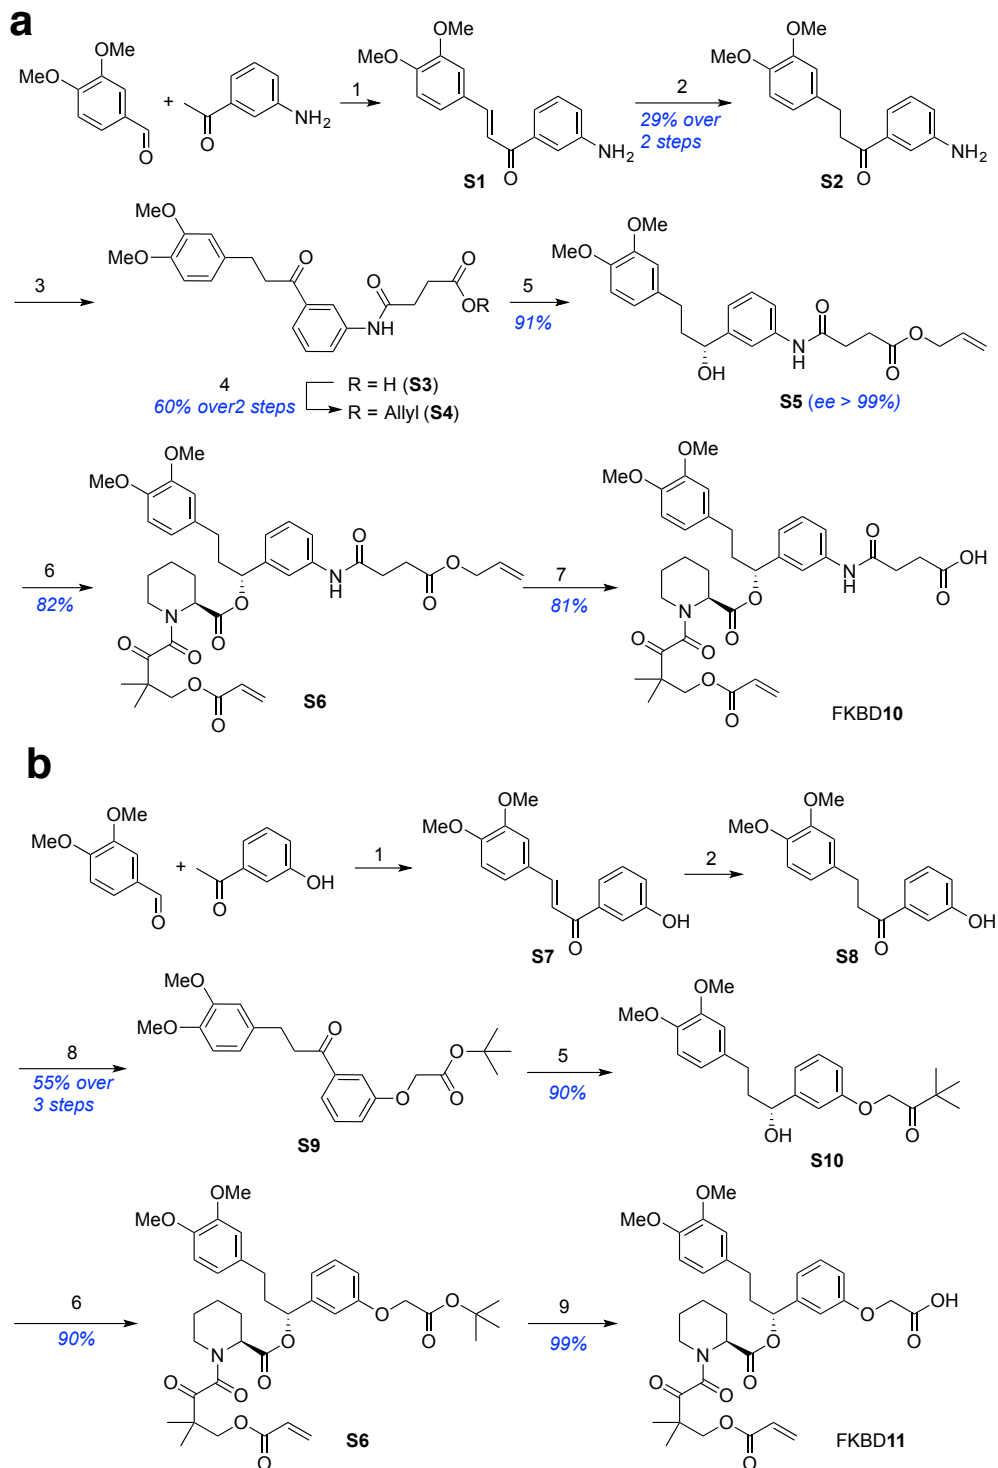 a
OMe
MeO
+
O
O
NH2
1
OMe
MeO
O
NH2
S1
2
29% over
2 steps
OMe
MeO
O
NH2
S2
3
MeO
MeO
O
O
N
H
O
OR
4
60% over2 steps
R = H (S3)
R = Allyl (S4)
5
91%
OMe
MeO
OH
N
H
O
O
O
S5 (ee > 99%)
6
82%
OMe
MeO
O
N
H
O
O
O
N
O
O
O
O
O
S6
7
81%
OMe
MeO
O
N
H
O
OH
O
N
O
O
O
O
O
FKBD10
b
OMe
MeO
+
O
O
OH
1
OMe
MeO
O
OH
S7
2
OMe
MeO
O
OH
S8
8
55% over
3 steps
MeO
MeO
O
O
O
O
S9
5
90%
OMe
MeO
OH
O
O
S10
6
90%
OMe
MeO
O
O
O
O
N
O
O
O
O
O
S6
9
99%
OMe
MeO
O
O
OH
O
N
O
O
O
O
O
FKBD11